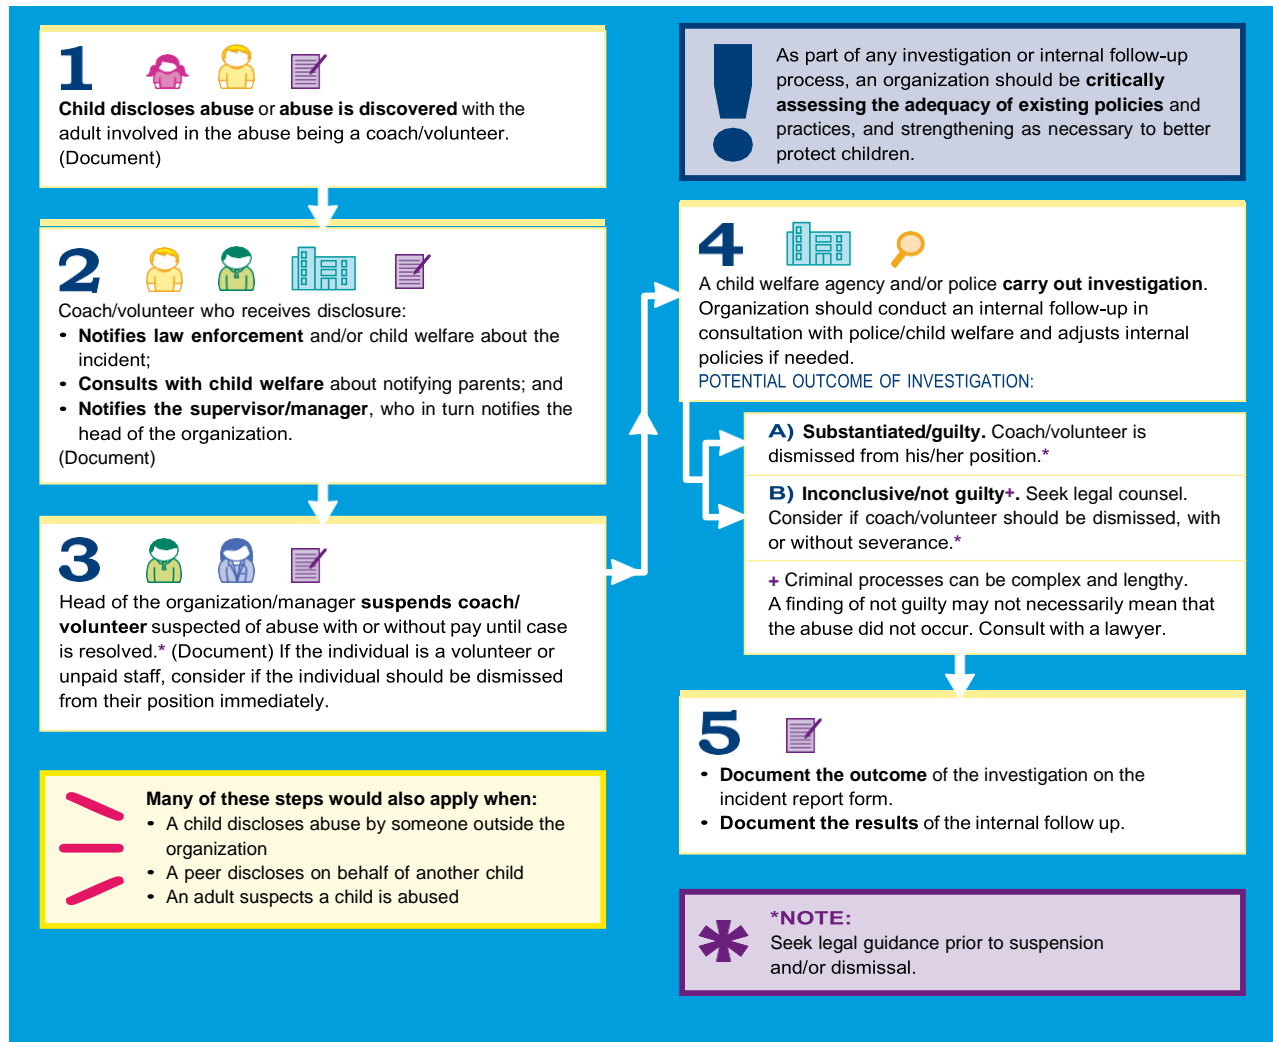 1
Child discloses abuse or abuse is discovered with the
adult involved in the abuse being a coach/volunteer.
(Document)
2
Coach/volunteer who receives disclosure:
• Notifies law enforcement and/or child welfare about the
incident;
• Consults with child welfare about notifying parents; and
• Notifies the supervisor/manager, who in turn notifies the
head of the organization.
(Document)
3
Head of the organization/manager suspends coach/
volunteer suspected of abuse with or without pay until case
is resolved.* (Document) If the individual is a volunteer or
unpaid staff, consider if the individual should be dismissed
from their position immediately.
Many of these steps would also apply when:
• A child discloses abuse by someone outside the
organization
• A peer discloses on behalf of another child
• An adult suspects a child is abused
!
As part of any investigation or internal follow-up
process, an organization should be critically
assessing the adequacy of existing policies and
practices, and strengthening as necessary to better
protect children.
4
A child welfare agency and/or police carry out investigation.
Organization should conduct an internal follow-up in
consultation with police/child welfare and adjusts internal
policies if needed.
POTENTIAL OUTCOME OF INVESTIGATION:
A) Substantiated/guilty. Coach/volunteer is
dismissed from his/her position.*
B) Inconclusive/not guilty+. Seek legal counsel.
Consider if coach/volunteer should be dismissed, with
or without severance.*
+ Criminal processes can be complex and lengthy.
A finding of not guilty may not necessarily mean that
the abuse did not occur. Consult with a lawyer.
5
• Document the outcome of the investigation on the
incident report form.
• Document the results of the internal follow up.
*
*NOTE:
Seek legal guidance prior to suspension
and/or dismissal.